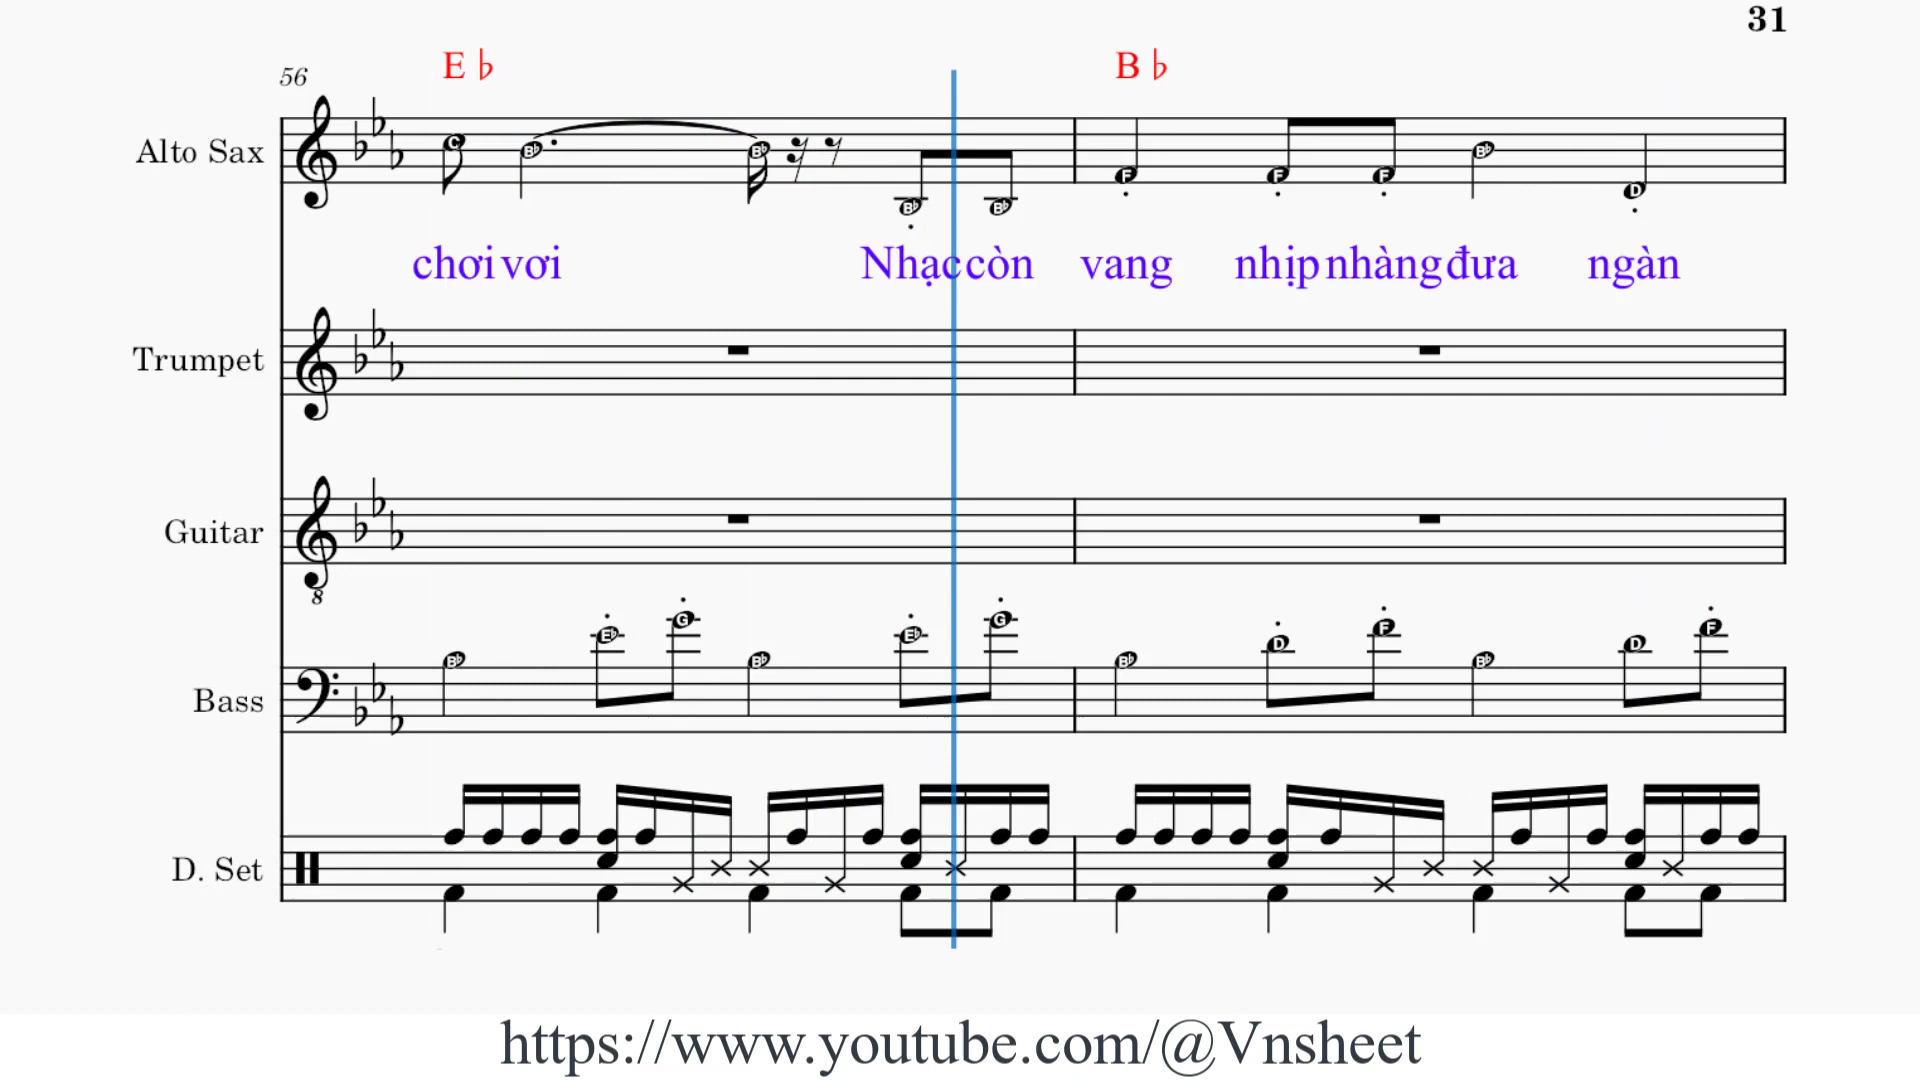 31
56
E ♭ B ♭
Alto Sax
C B♭ B♭ B♭ B♭ F F F B♭ D
chơi vơi Nhạc còn vang nhịp nhàng đưa ngàn
Trumpet
Guitar
8
E♭ G E♭ G D F D F
B♭ B♭ B♭ B♭
Bass
D. Set
https://www.youtube.com/@Vnsheet